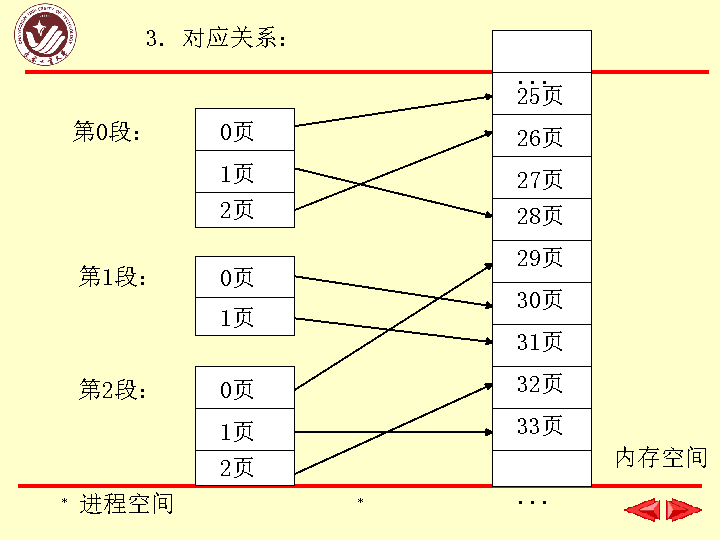 3. 对应关系：
...
25页
第0段：
0页
26页
1页
27页
2页
28页
29页
第1段：
0页
30页
1页
31页
第2段：
0页
32页
1页
33页
2页
内存空间
* 进程空间
*
...